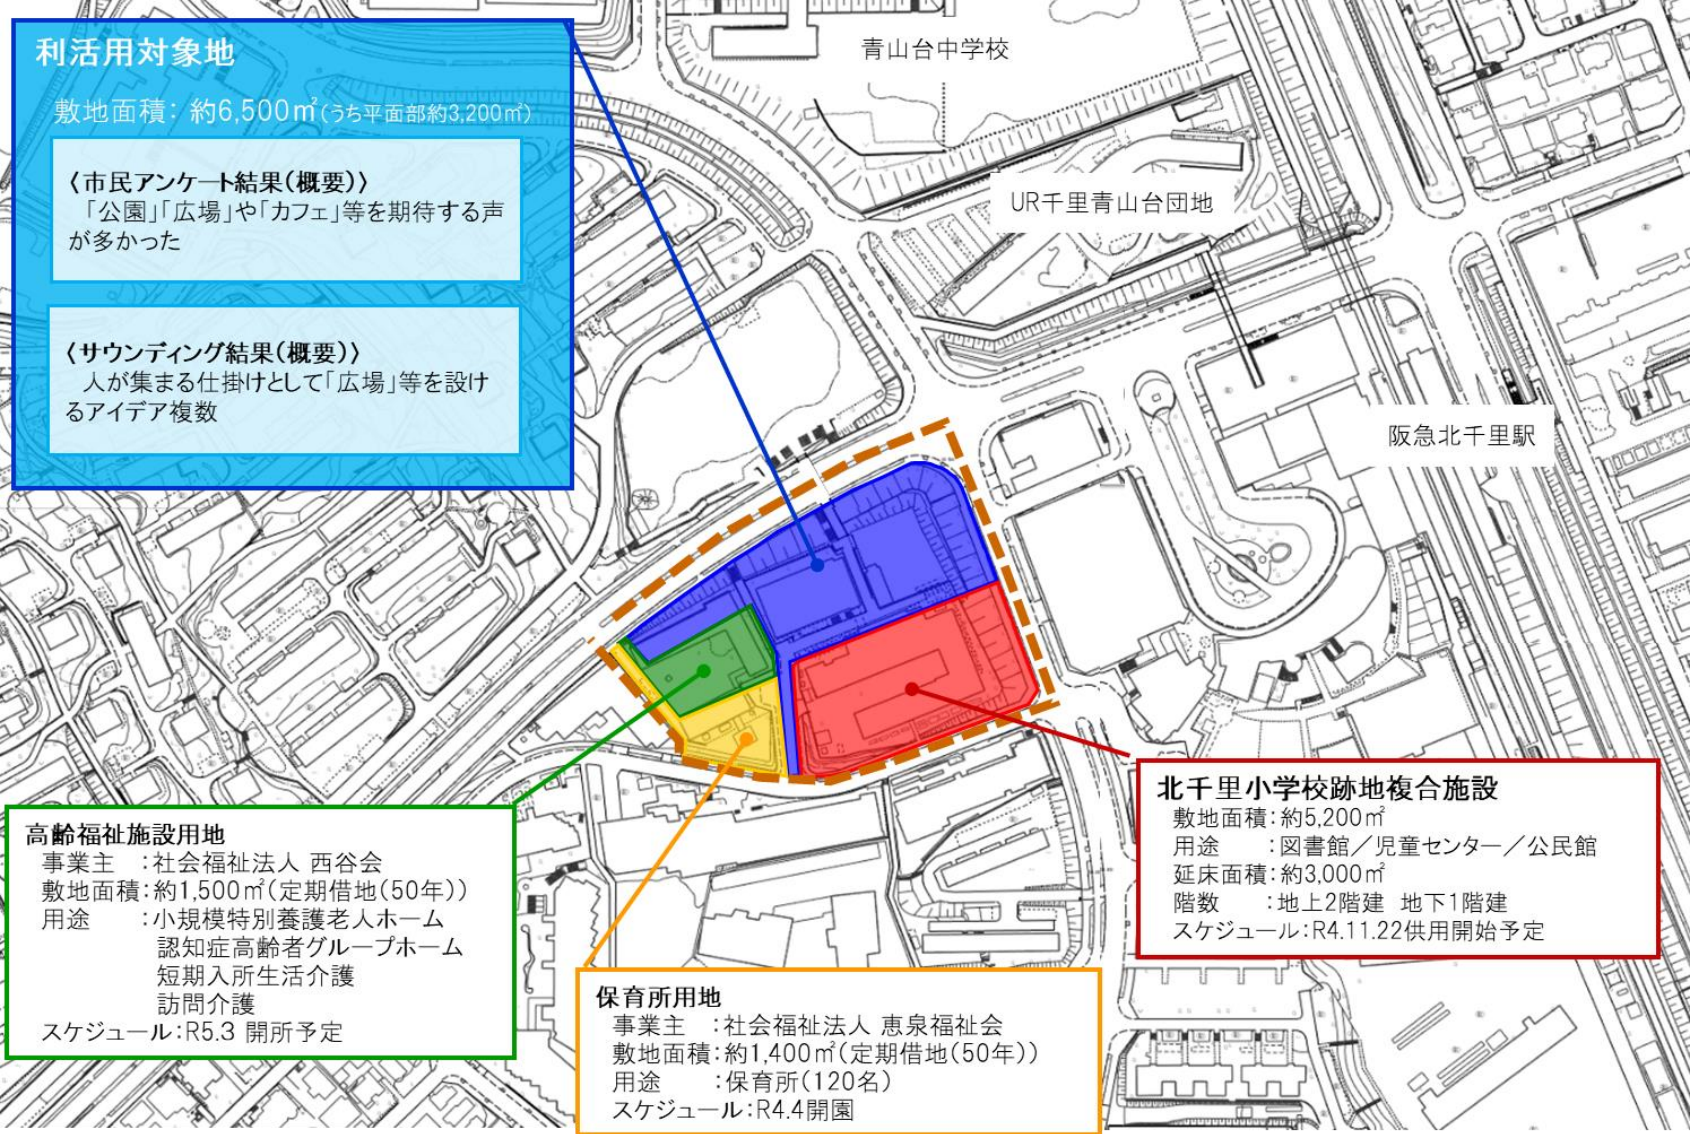 利活用対象地
敷地面積：約6,500㎡(うち平面部約3,200㎡)
〈市民アンケート結果(概要)〉
「公園」「広場」や「カフェ」等を期待する声
が多かった
〈サウンディング結果(概要)〉
人が集まる仕掛けとして「広場」等を設け
るアイデア複数
青山台中学校
UR千里青山台団地
阪急北千里駅
高齢福祉施設用地
事業主　：社会福祉法人 西谷会
敷地面積：約1,500㎡(定期借地(50年))
用途　　：小規模特別養護老人ホーム
認知症高齢者グループホーム
短期入所生活介護
訪問介護
スケジュール：R5.3 開所予定
保育所用地
事業主　：社会福祉法人 恵泉福祉会
敷地面積：約1,400㎡(定期借地(50年))
用途　　：保育所(120名)
スケジュール：R4.4開園
北千里小学校跡地複合施設
敷地面積：約5,200㎡
用途　　：図書館／児童センター／公民館
延床面積：約3,000㎡
階数　　：地上2階建 地下1階建
スケジュール：R4.11.22供用開始予定